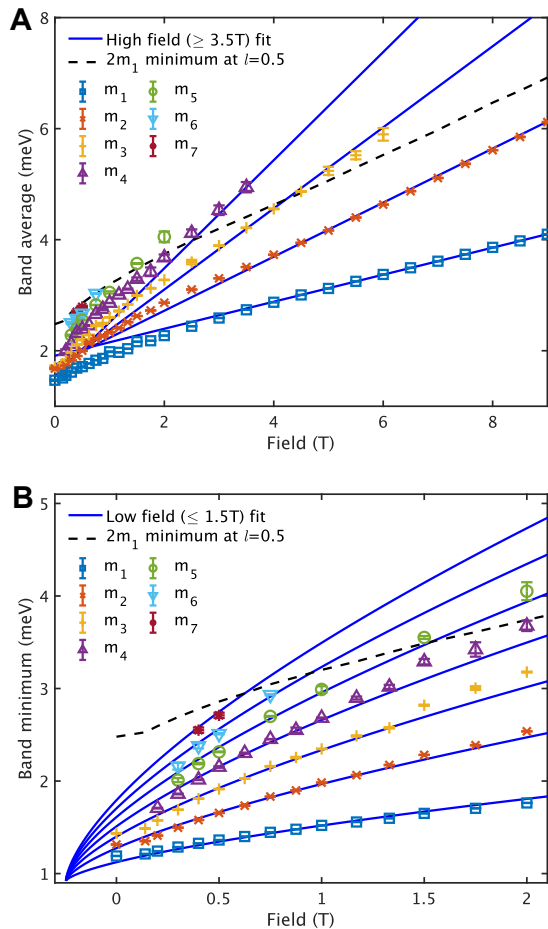 A
8
High field (≥ 3.5T) fit
2m₁ minimum at l=0.5
m₁ m₅
m₂ m₆
m₃ m₇
m₄
6
4
2
Band average (meV)
0 2 4 6 8
Field (T)
B
5
Low field (≤ 1.5T) fit
2m₁ minimum at l=0.5
m₁ m₅
m₂ m₆
m₃ m₇
m₄
4
3
2
1
Band minimum (meV)
0 0.5 1 1.5 2
Field (T)